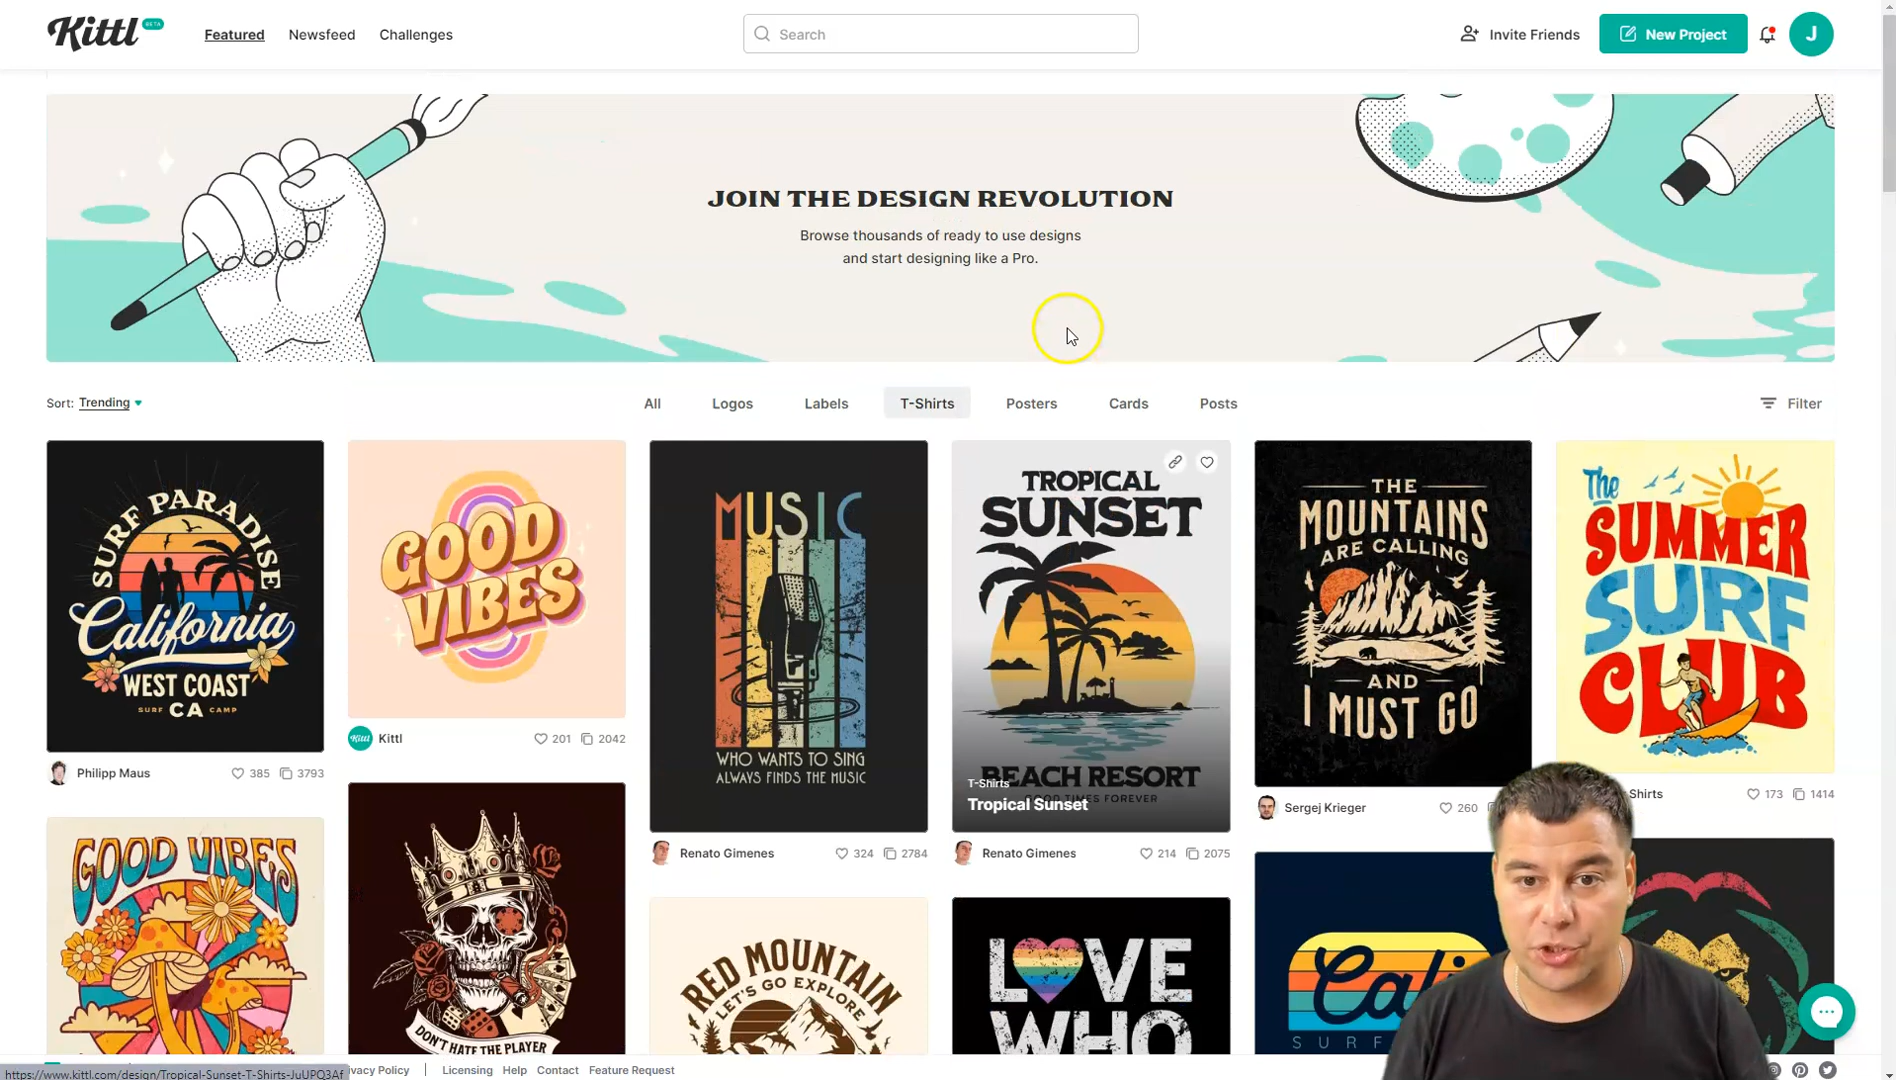 Kittl BETA
Featured
Newsfeed
Challenges
Search
Invite Friends
New Project
J
JOIN THE DESIGN REVOLUTION
Browse thousands of ready to use designs
and start designing like a Pro.
Sort: Trending
All
Logos
Labels
T-Shirts
Posters
Cards
Posts
Filter
SURF PARADISE
California
WEST COAST
SURF CA CAMP
Philipp Maus
385
3793
GOOD
VIBES
Kittl
Kittl
201
2042
MUSIC
WHO WANTS TO SING
ALWAYS FINDS THE MUSIC
Renato Gimenes
324
2784
TROPICAL
SUNSET
BEACH RESORT
GOOD TIMES FOREVER
T-Shirts
Tropical Sunset
Renato Gimenes
214
2075
THE
MOUNTAINS
ARE CALLING
AND
I MUST GO
Sergej Krieger
260
The
SUMMER
SURF
CLUB
Shirts
173
1414
GOOD VIBES
DON'T HATE THE PLAYER
RED MOUNTAIN
LET'S GO EXPLORE
LOVE
WHO
Cali
SURF
https://www.kittl.com/design/Tropical-Sunset-T-Shirts-JuUPQ3Af
ivacy Policy
Licensing
Help
Contact
Feature Request